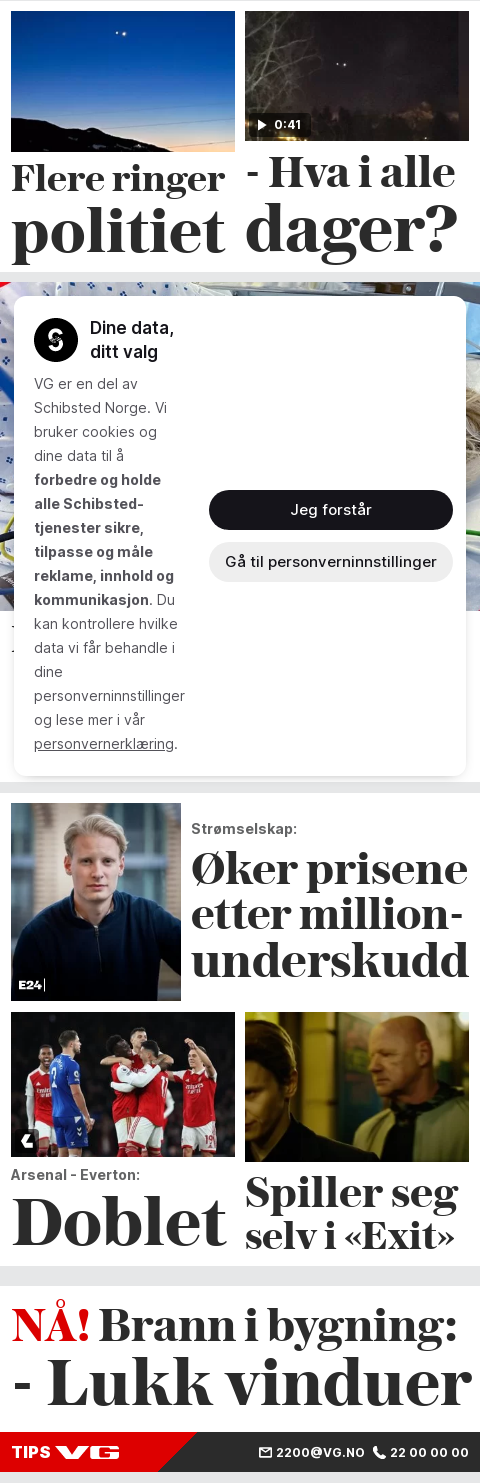 Flere ringer
politiet
0:41
- Hva i alle
dager?
Dine data,
ditt valg
VG er en del av
Schibsted Norge. Vi
bruker cookies og
dine data til å
forbedre og holde
alle Schibsted-
tjenester sikre,
tilpasse og måle
reklame, innhold og
kommunikasjon. Du
kan kontrollere hvilke
data vi får behandle i
dine
personverninnstillinger
og lese mer i vår
personvernerklæring.
Jeg forstår
Gå til personverninnstillinger
E24
Strømselskap:
Øker prisene
etter million-
underskudd
Arsenal - Everton:
Doblet
Spiller seg
selv i «Exit»
NÅ! Brann i bygning:
- Lukk vinduer
TIPS VG
2200@VG.NO 22 00 00 00